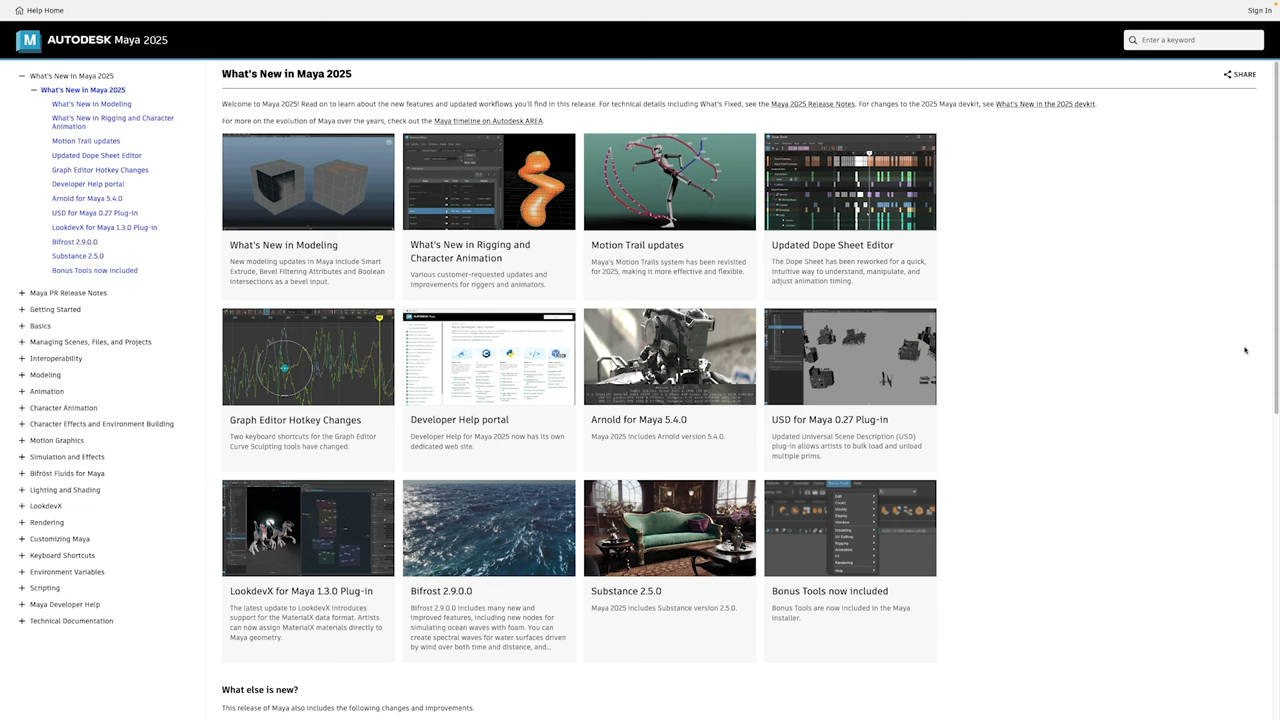 Help Home
Sign In
M AUTODESK Maya 2025
Enter a keyword
What's New in Maya 2025
What's New in Maya 2025
What's New in Modeling
What's New in Rigging and Character
Animation
Motion Trail updates
Updated Dope Sheet Editor
Graph Editor Hotkey Changes
Developer Help portal
Arnold for Maya 5.4.0
USD for Maya 0.27 Plug-in
LookdevX for Maya 1.3.0 Plug-in
Bifrost 2.9.0.0
Substance 2.5.0
Bonus Tools now included
Maya PR Release Notes
Getting Started
Basics
Managing Scenes, Files, and Projects
Interoperability
Modeling
Animation
Character Animation
Character Effects and Environment Building
Motion Graphics
Simulation and Effects
Bifröst Fluids for Maya
Lighting and Shading
LookdevX
Rendering
Customizing Maya
Keyboard Shortcuts
Environment Variables
Scripting
Maya Developer Help
Technical Documentation
What's New in Maya 2025
SHARE
Welcome to Maya 2025! Read on to learn about the new features and updated workflows you'll find in this release. For technical details including What's Fixed, see the Maya 2025 Release Notes. For changes to the 2025 Maya devkit, see What's New in the 2025 devkit.
For more on the evolution of Maya over the years, check out the Maya timeline on Autodesk AREA.
What's New in Modeling
New modeling updates in Maya include Smart
Extrude, Bevel Filtering Attributes and Boolean
intersections as a bevel input.
What's New in Rigging and
Character Animation
Various customer-requested updates and
improvements for riggers and animators.
Motion Trail updates
Maya's Motion Trails system has been revisited
for 2025, making it more effective and flexible.
Updated Dope Sheet Editor
The Dope Sheet has been reworked for a quick,
intuitive way to understand, manipulate, and
adjust animation timing.
Graph Editor Hotkey Changes
Two keyboard shortcuts for the Graph Editor
Curve Sculpting tools have changed.
Developer Help portal
Developer Help for Maya 2025 now has its own
dedicated web site.
Arnold for Maya 5.4.0
Maya 2025 includes Arnold version 5.4.0.
USD for Maya 0.27 Plug-in
Updated Universal Scene Description (USD)
plug-in allows artists to bulk load and unload
multiple prims.
LookdevX for Maya 1.3.0 Plug-in
The latest update to LookdevX introduces
support for the MaterialX data format. Artists
can now assign MaterialX materials directly to
Maya geometry.
Bifrost 2.9.0.0
Bifrost 2.9.0.0 includes many new and
improved features, including new nodes for
simulating ocean waves with foam. You can
create spectral waves for water surfaces driven
by wind over both time and distance, and...
Substance 2.5.0
Maya 2025 includes Substance version 2.5.0.
Bonus Tools now included
Bonus Tools are now included in the Maya
installer.
What else is new?
This release of Maya also includes the following changes and improvements.